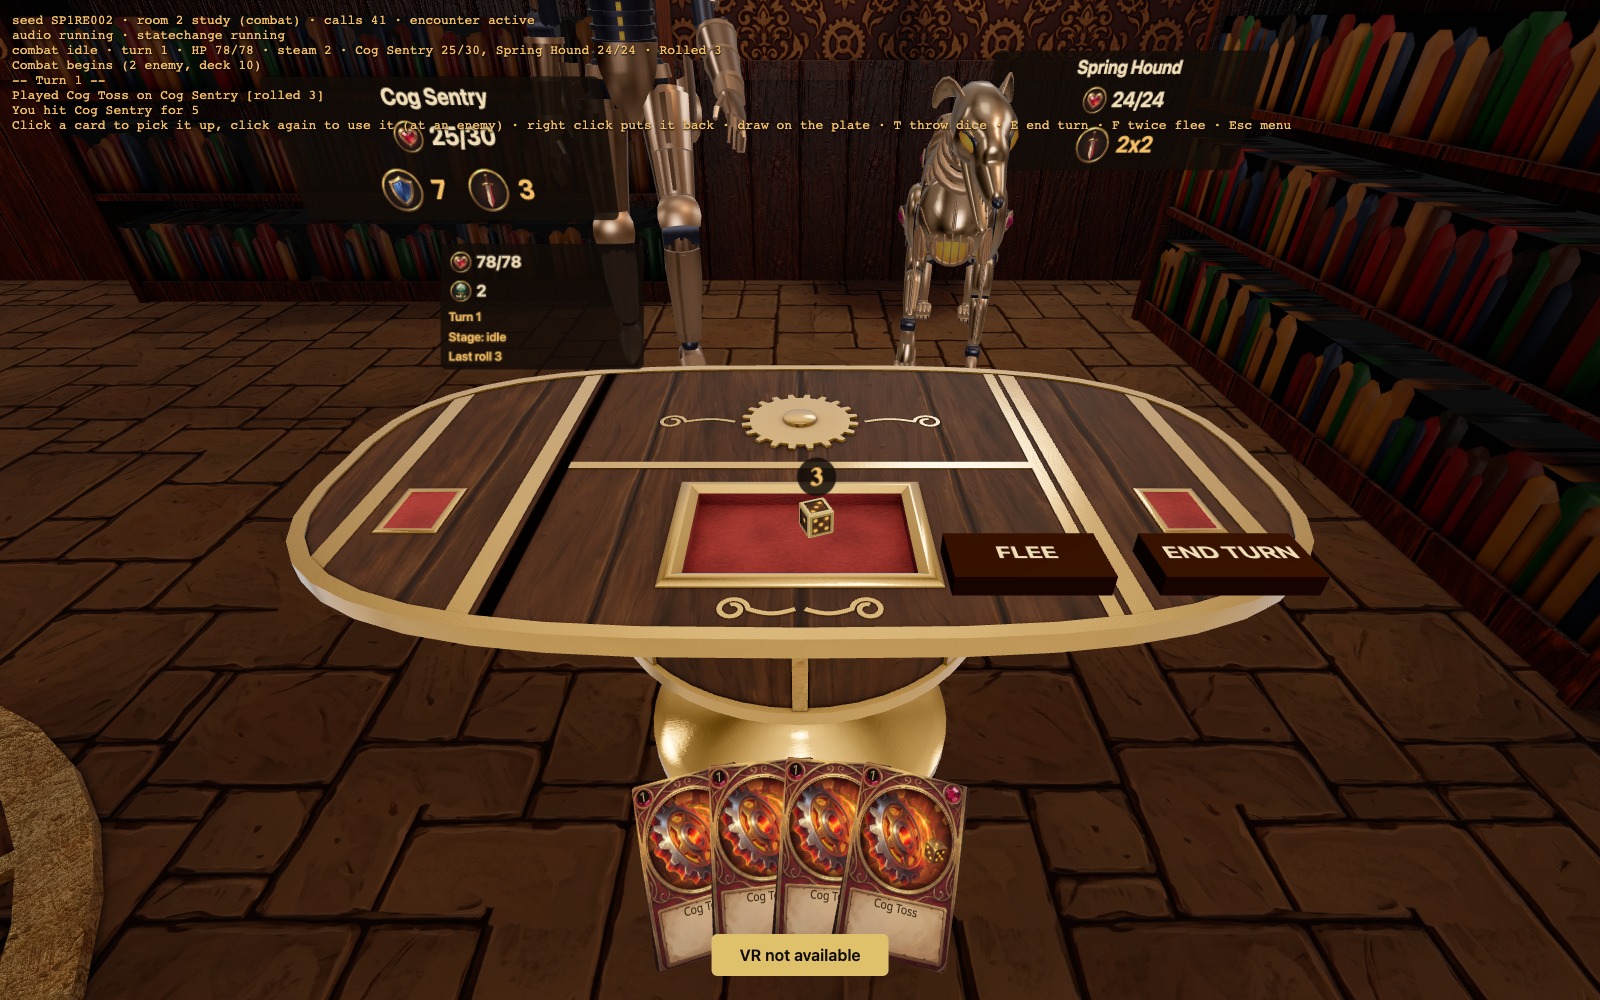 seed SP1RE002 · room 2 study (combat) · calls 41 · encounter active
audio running · statechange running
combat idle · turn 1 · HP 78/78 · steam 2 · Cog Sentry 25/30, Spring Hound 24/24 · Rolled 3
Combat begins (2 enemy, deck 10)
-- Turn 1 --
Played Cog Toss on Cog Sentry [rolled 3]
You hit Cog Sentry for 5
Click a card to pick it up, click again to use it (at an enemy) · right click puts it back · draw on the plate · T throw dice · E end turn · F twice flee · Esc menu
Cog Sentry
25/30
7 3
Spring Hound
24/24
2x2
78/78
2
Turn 1
Stage: idle
Last roll 3
3
FLEE
END TURN
1
1
1
1
Cog T
Cog T
Cog T
Cog Toss
VR not available